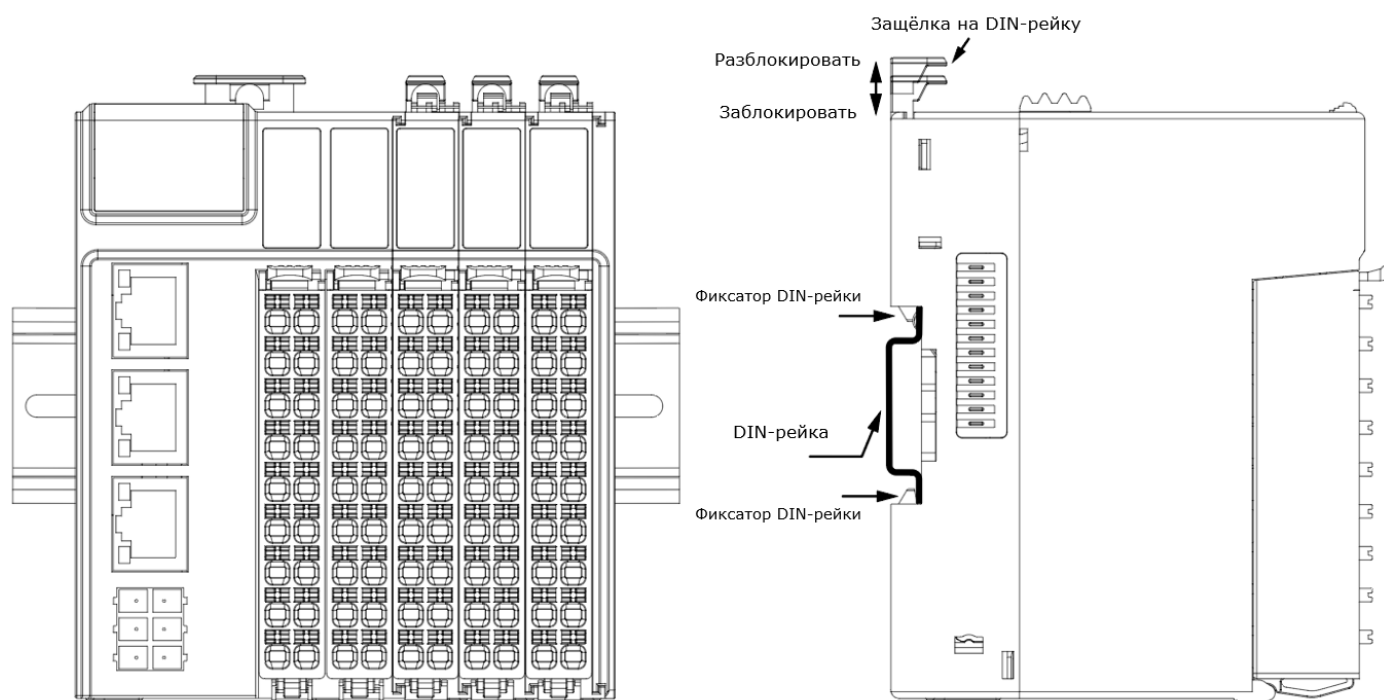 Защёлка на DIN-рейку
Разблокировать
Заблокировать
Фиксатор DIN-рейки
DIN-рейка
Фиксатор DIN-рейки